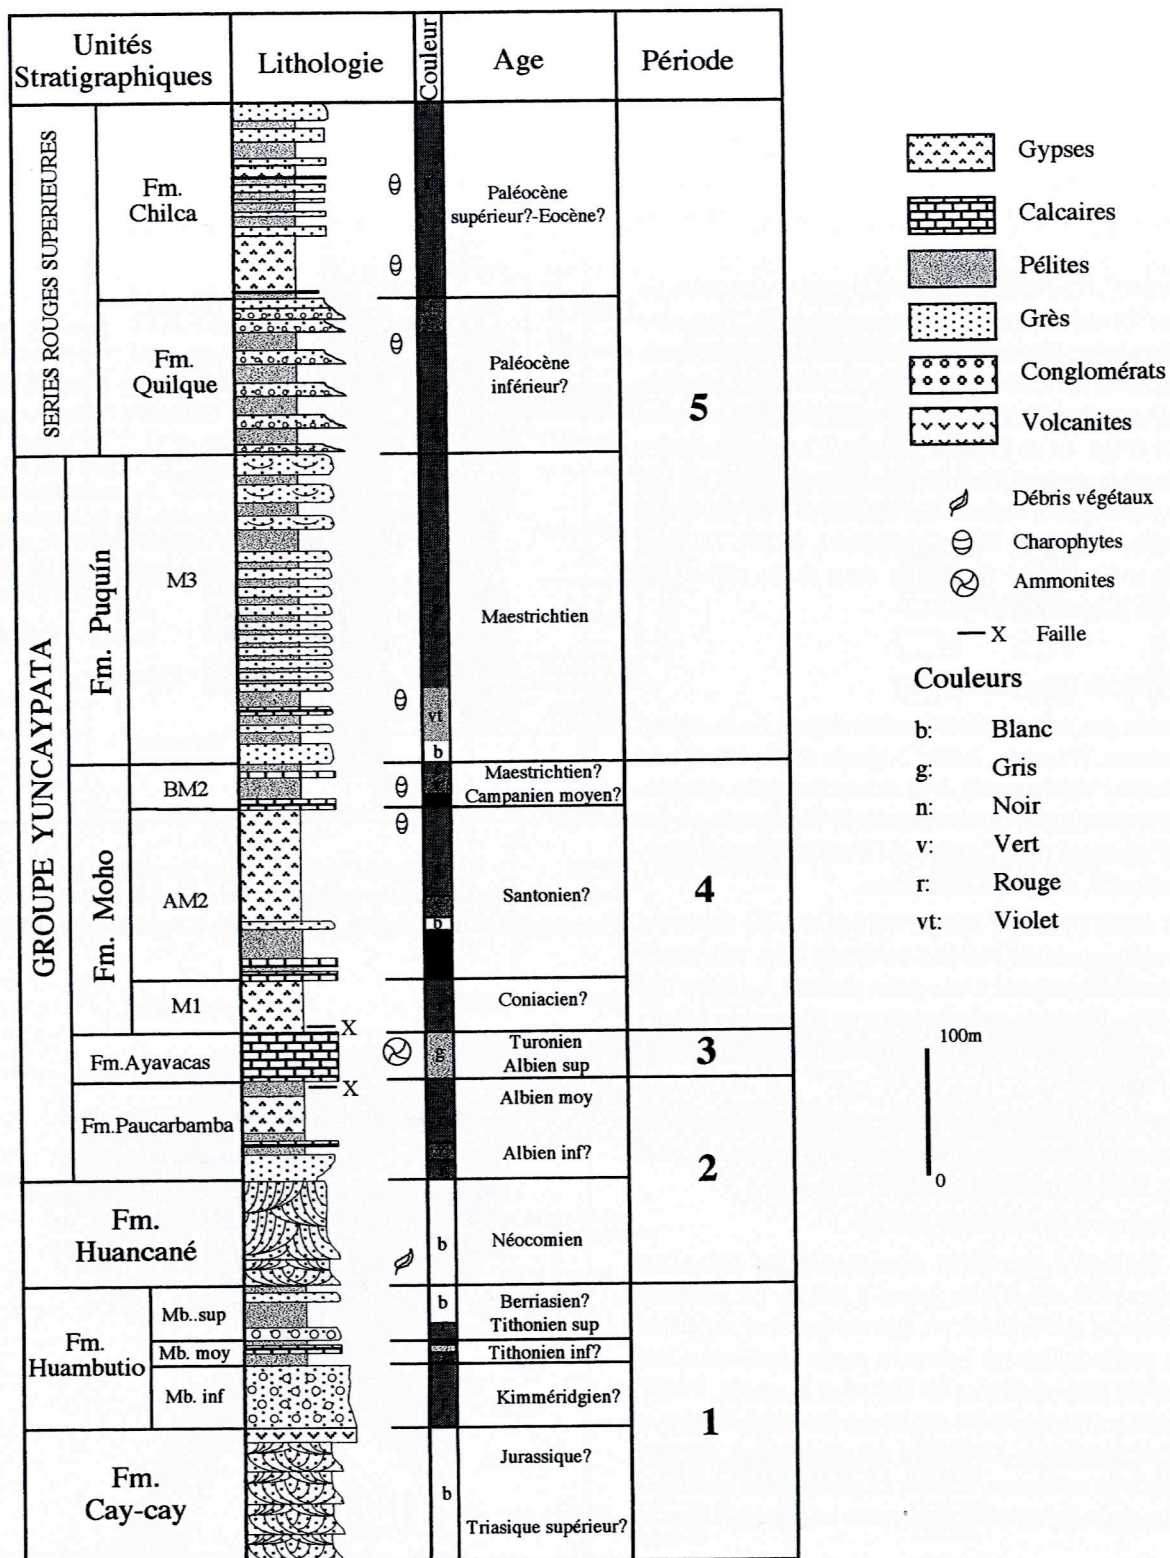 Unités
Stratigraphiques
Lithologie
Couleur
Age
Période
SERIES ROUGES SUPERIEURES
Fm.
Chilca
Paléocène
supérieur?-Eocène?
Fm.
Quilque
Paléocène
inférieur?
5
GROUPE YUNCAYPATA
Fm. Puquín
M3
vt
b
Maestrichtien
Fm. Moho
BM2
Maestrichtien?
Campanien moyen?
AM2
b
Santonien?
4
M1
X
Coniacien?
Fm.Ayavacas
g
Turonien
Albien sup
3
Fm.Paucarbamba
X
Albien moy
Albien inf?
2
Fm.
Huancané
b
Néocomien
Fm.
Huambutio
Mb..sup
b
Berriasien?
Tithonien sup
Mb. moy
Tithonien inf?
Mb. inf
Kimméridgien?
1
Fm.
Cay-cay
b
Jurassique?
Triasique supérieur?
Gypses
Calcaires
Pélites
Grès
Conglomérats
Volcanites
Débris végétaux
Charophytes
Ammonites
X Faille
Couleurs
b: Blanc
g: Gris
n: Noir
v: Vert
r: Rouge
vt: Violet
100m
0